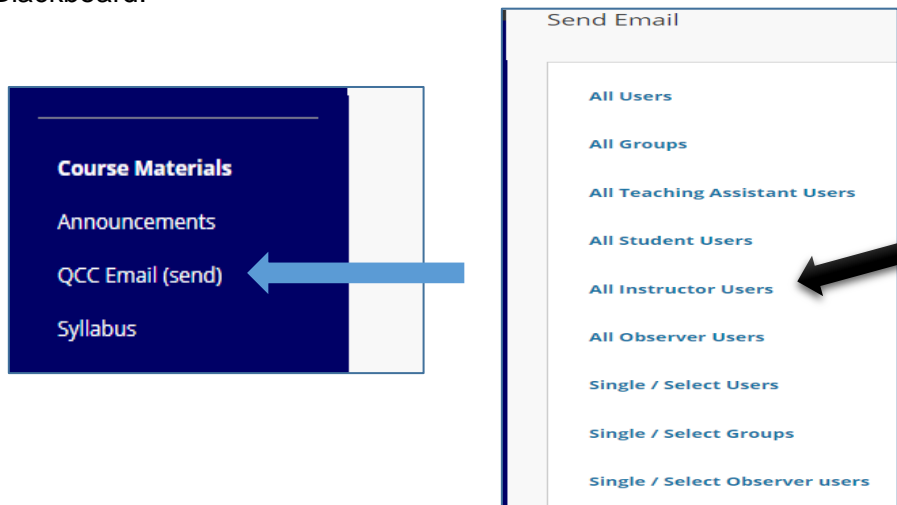 Blackboard.
Course Materials
Announcements
QCC Email (send)
Syllabus
Send Email
All Users
All Groups
All Teaching Assistant Users
All Student Users
All Instructor Users
All Observer Users
Single / Select Users
Single / Select Groups
Single / Select Observer users